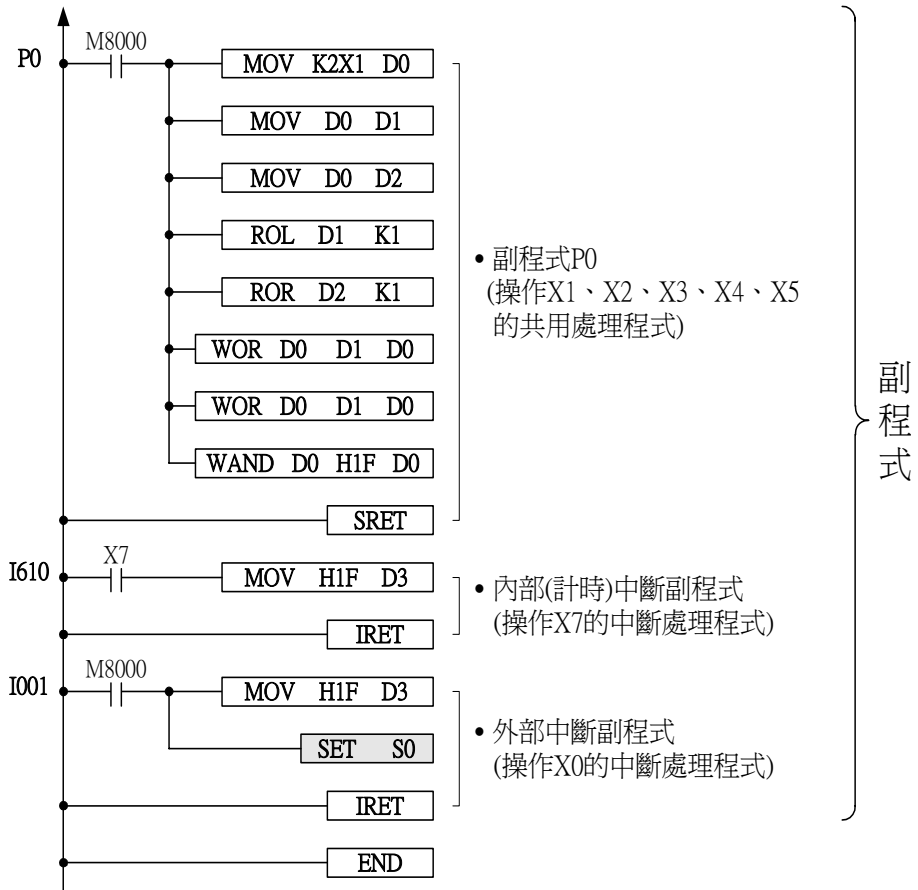 M8000
P0
MOV K2X1 D0
MOV D0 D1
MOV D0 D2
ROL D1 K1
ROR D2 K1
WOR D0 D1 D0
WOR D0 D1 D0
WAND D0 H1F D0
SRET
• 副程式P0
(操作X1、X2、X3、X4、X5
的共用處理程式)
X7
I610
MOV H1F D3
IRET
• 內部(計時)中斷副程式
(操作X7的中斷處理程式)
M8000
I001
MOV H1F D3
SET S0
IRET
• 外部中斷副程式
(操作X0的中斷處理程式)
END
副
程
式